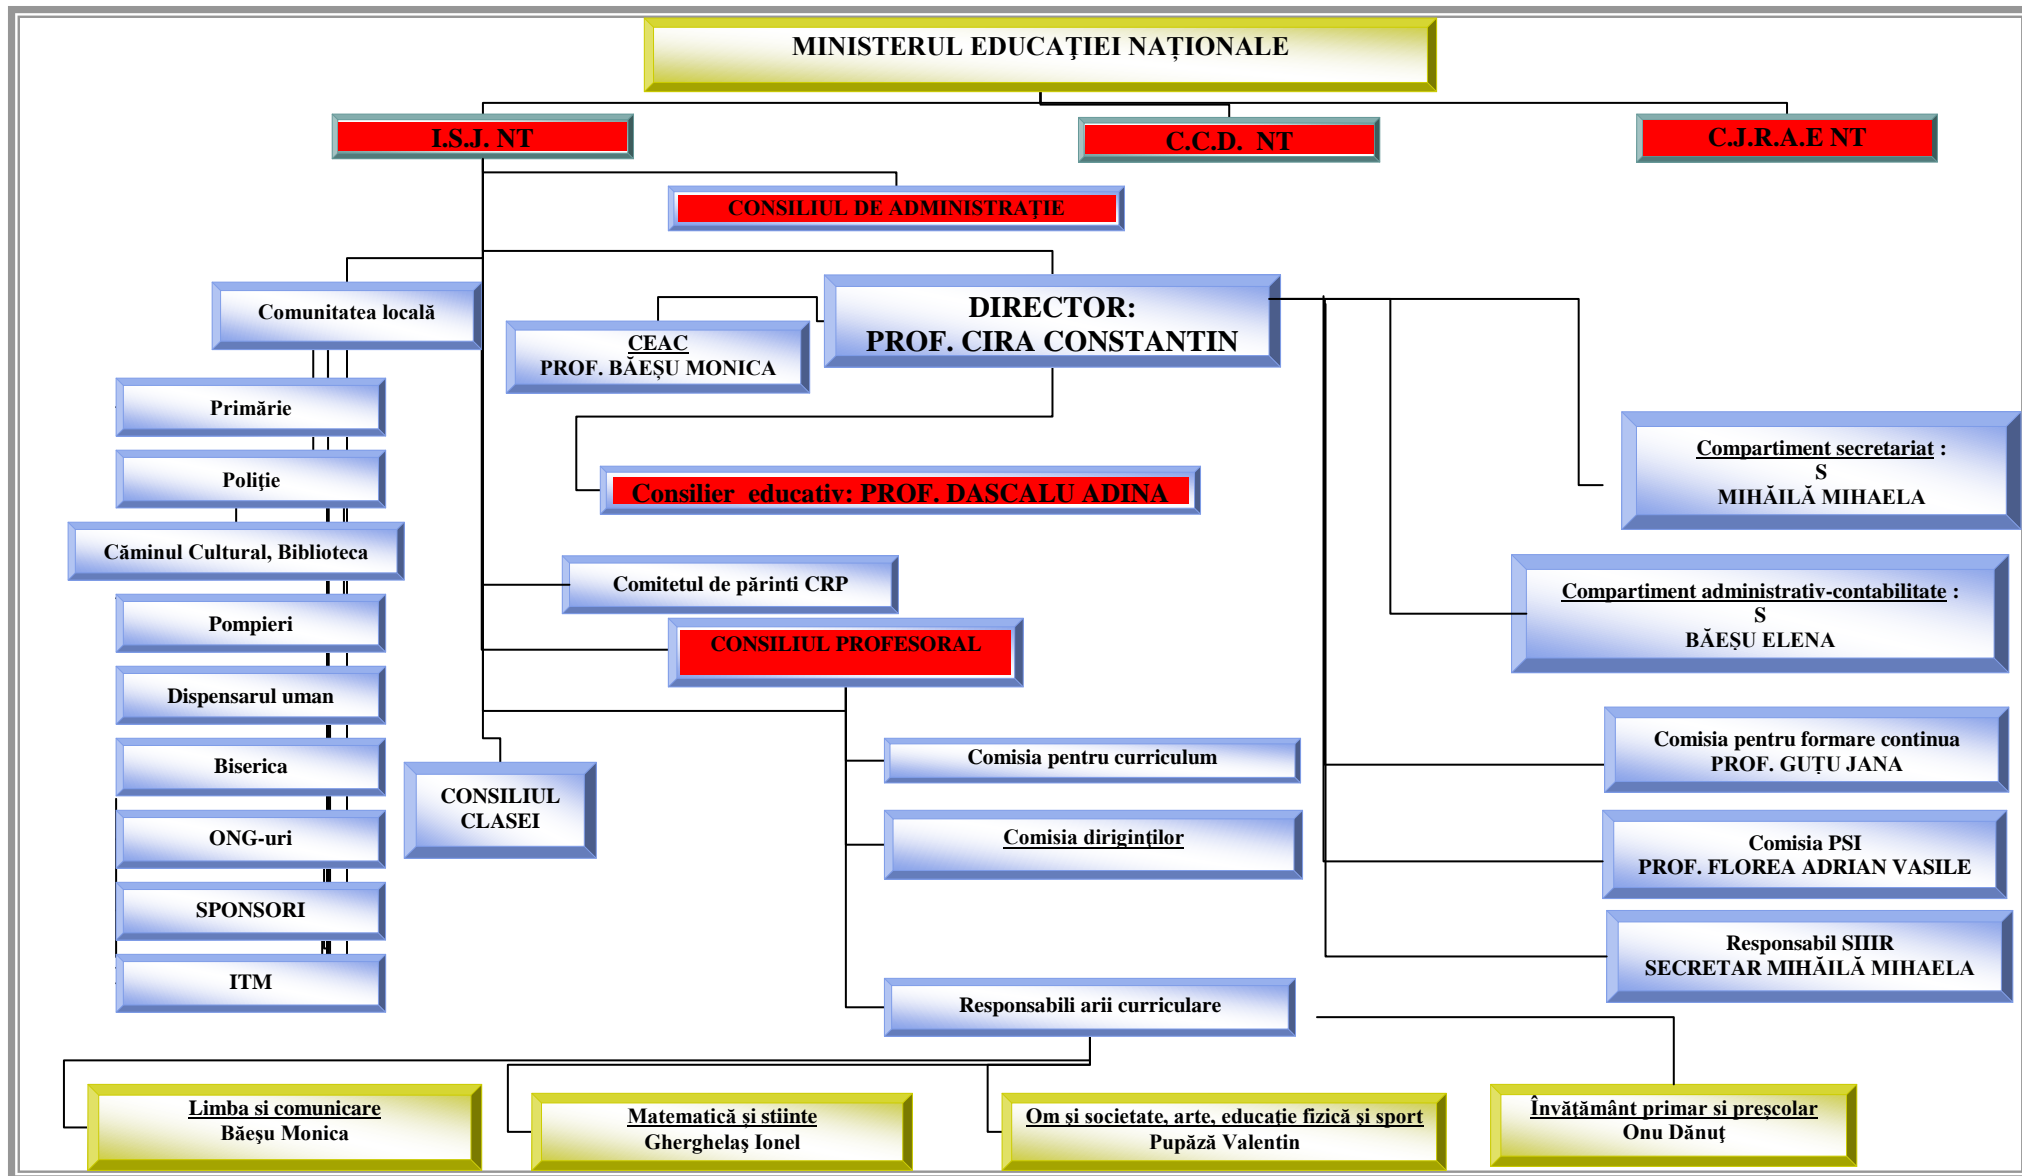 MINISTERUL EDUCAŢIEI NAȚIONALE
I.S.J. NT
C.C.D. NT
C.J.R.A.E NT
CONSILIUL DE ADMINISTRAŢIE
Comunitatea locală
DIRECTOR:
PROF. CIRA CONSTANTIN
CEAC
PROF. BĂEȘU MONICA
Primărie
Poliţie
Căminul Cultural, Biblioteca
Pompieri
Dispensarul uman
Biserica
ONG-uri
SPONSORI
ITM
Consilier educativ: PROF. DASCALU ADINA
Comitetul de părinti CRP
CONSILIUL PROFESORAL
CONSILIUL
CLASEI
Comisia pentru curriculum
Comisia diriginţilor
Responsabili arii curriculare
Compartiment secretariat :
S
MIHĂILĂ MIHAELA
Compartiment administrativ-contabilitate :
S
BĂEȘU ELENA
Comisia pentru formare continua
PROF. GUȚU JANA
Comisia PSI
PROF. FLOREA ADRIAN VASILE
Responsabil SIIIR
SECRETAR MIHĂILĂ MIHAELA
Limba si comunicare
Băeşu Monica
Matematică și stiinte
Gherghelaş Ionel
Om şi societate, arte, educaţie fizică şi sport
Pupăză Valentin
Învăţământ primar si preşcolar
Onu Dănuţ